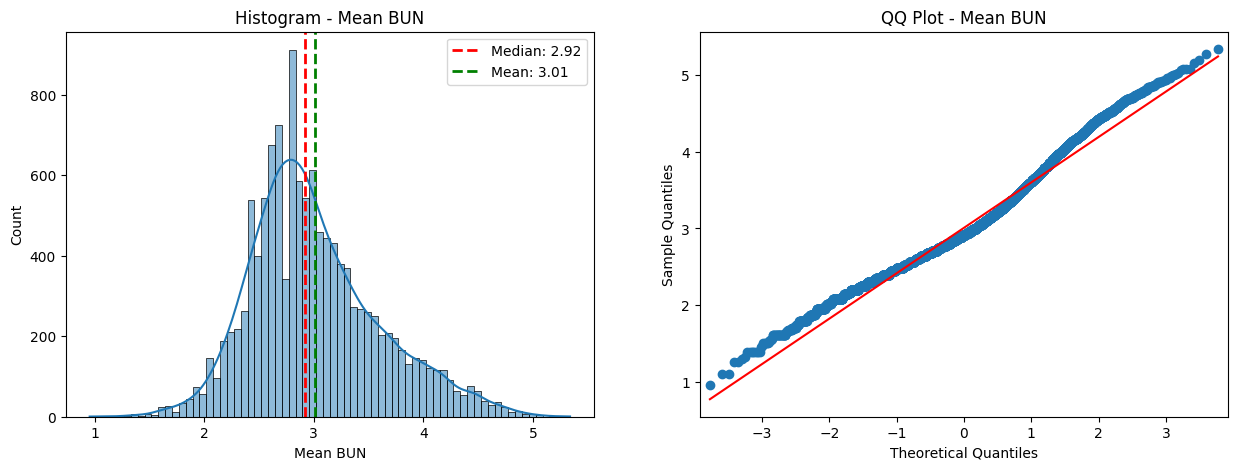 Histogram - Mean BUN
Median: 2.92
Mean: 3.01
Count
0
200
400
600
800
1
2
3
4
5
Mean BUN
QQ Plot - Mean BUN
Sample Quantiles
1
2
3
4
5
−3
−2
−1
0
1
2
3
Theoretical Quantiles